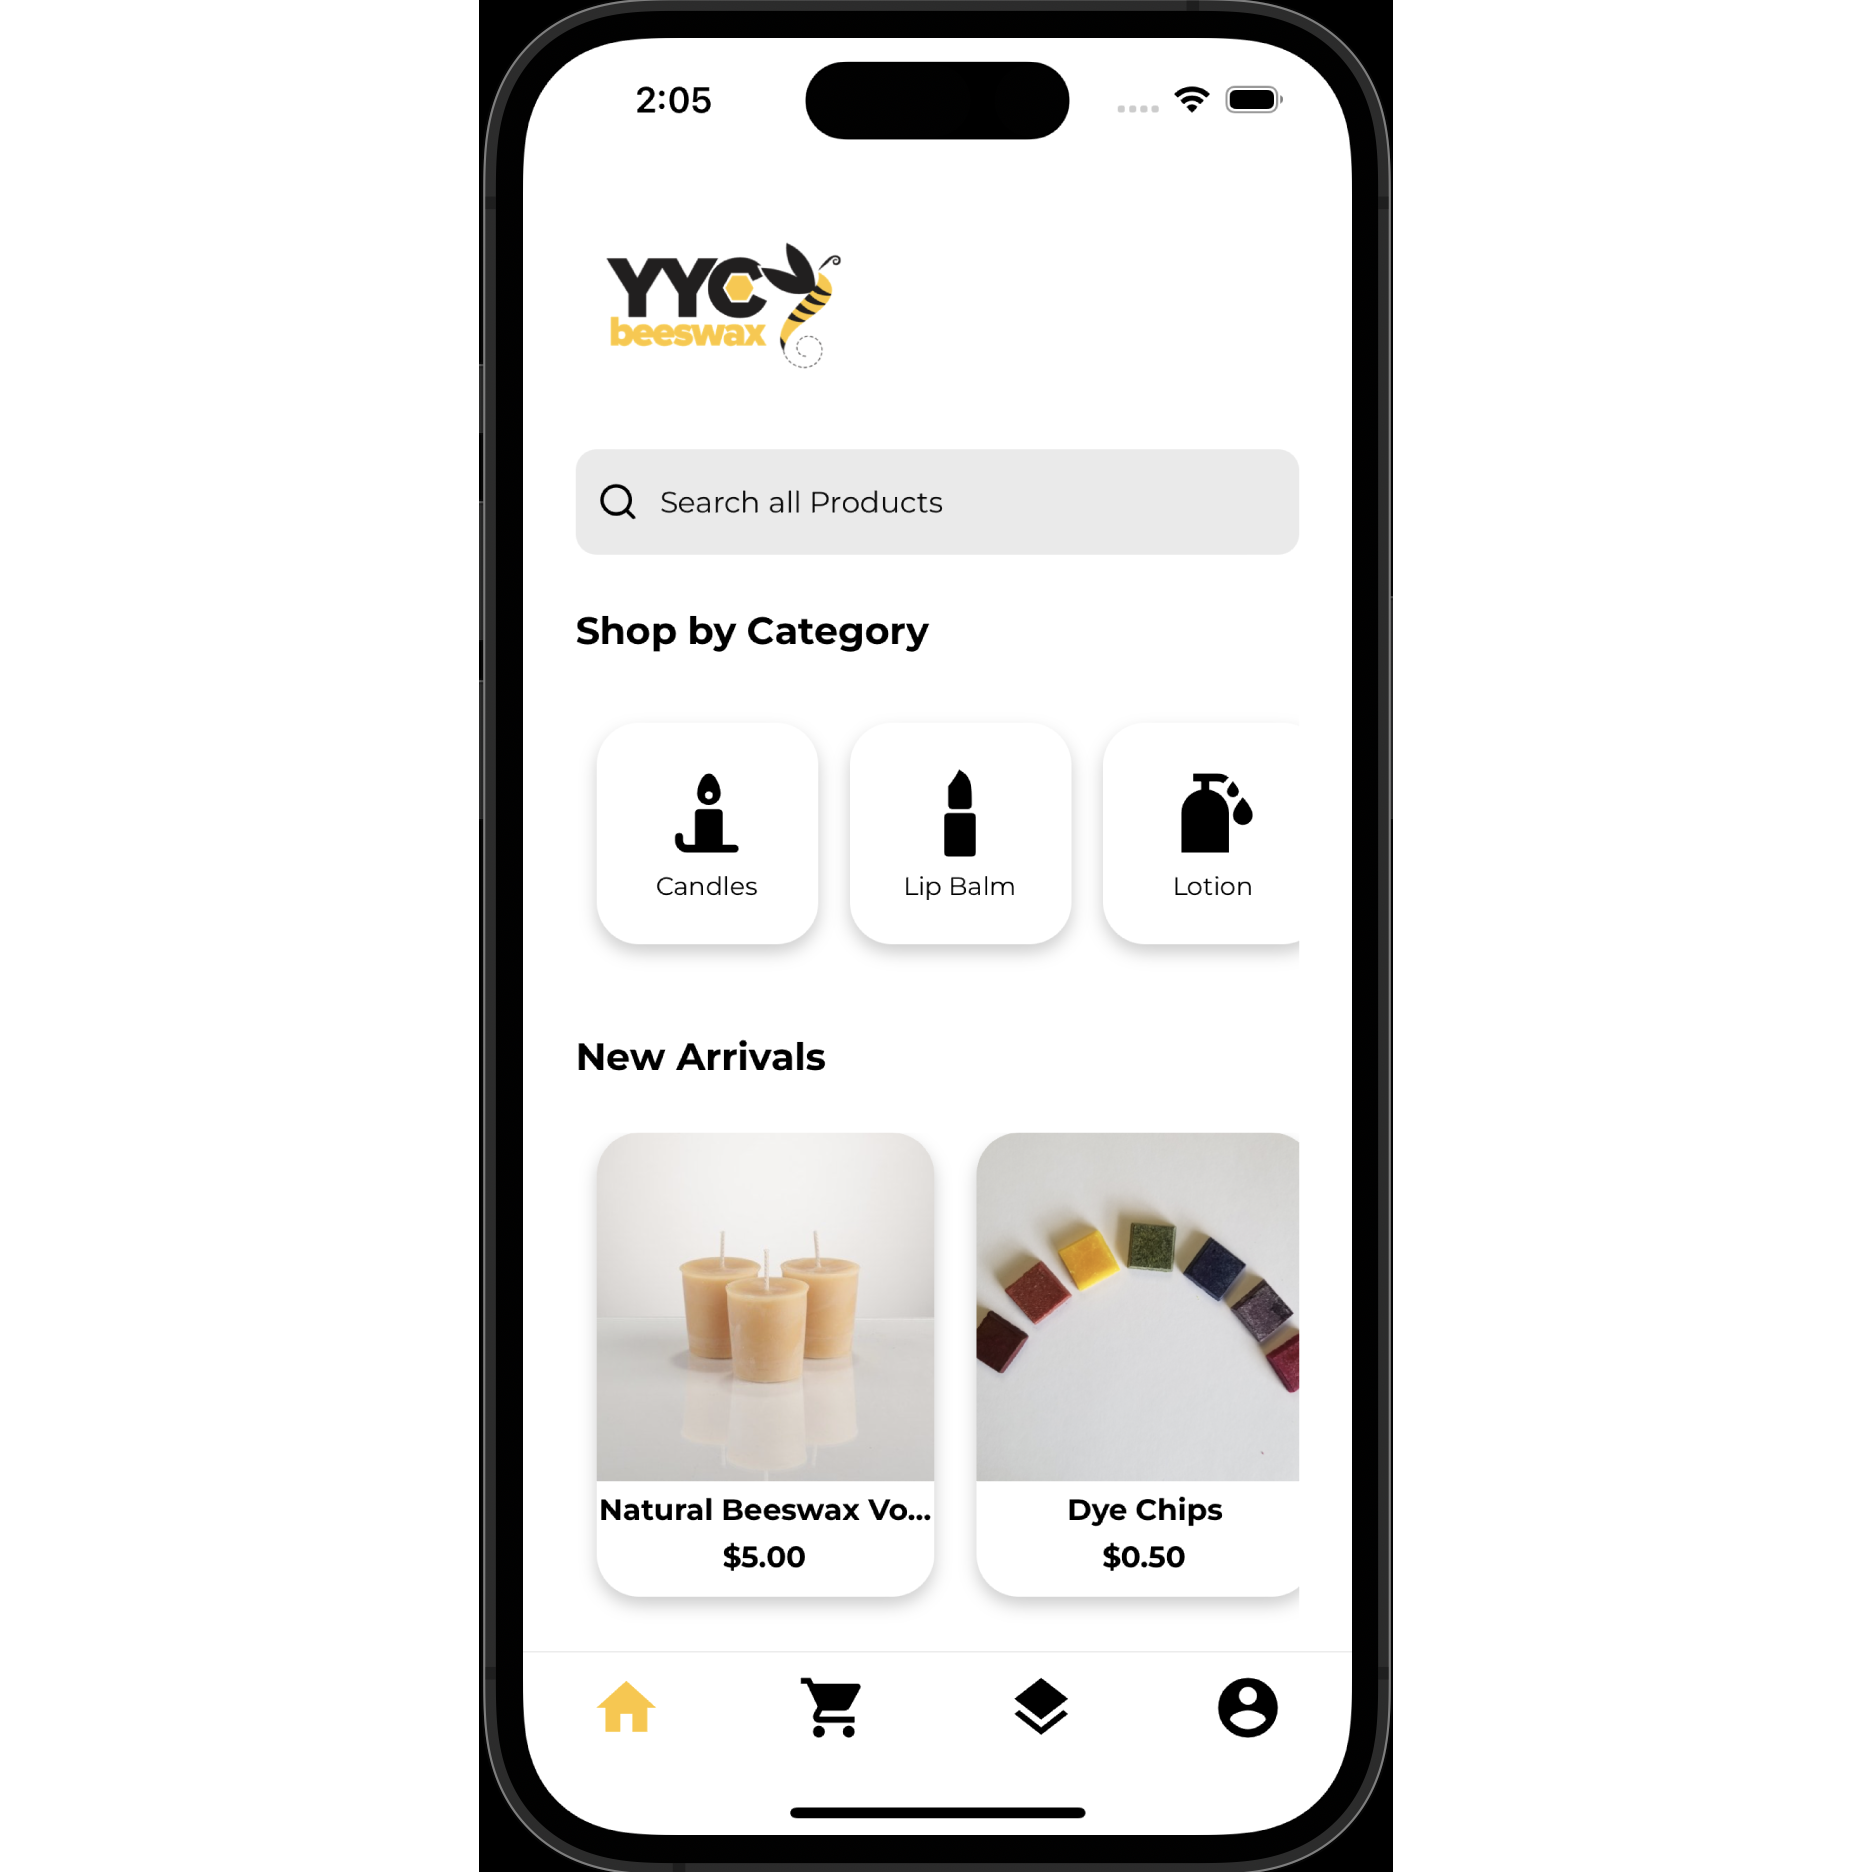 2:05
YYC
beeswax
Search all Products
Shop by Category
Candles
Lip Balm
Lotion
New Arrivals
Natural Beeswax Vo...
$5.00
Dye Chips
$0.50